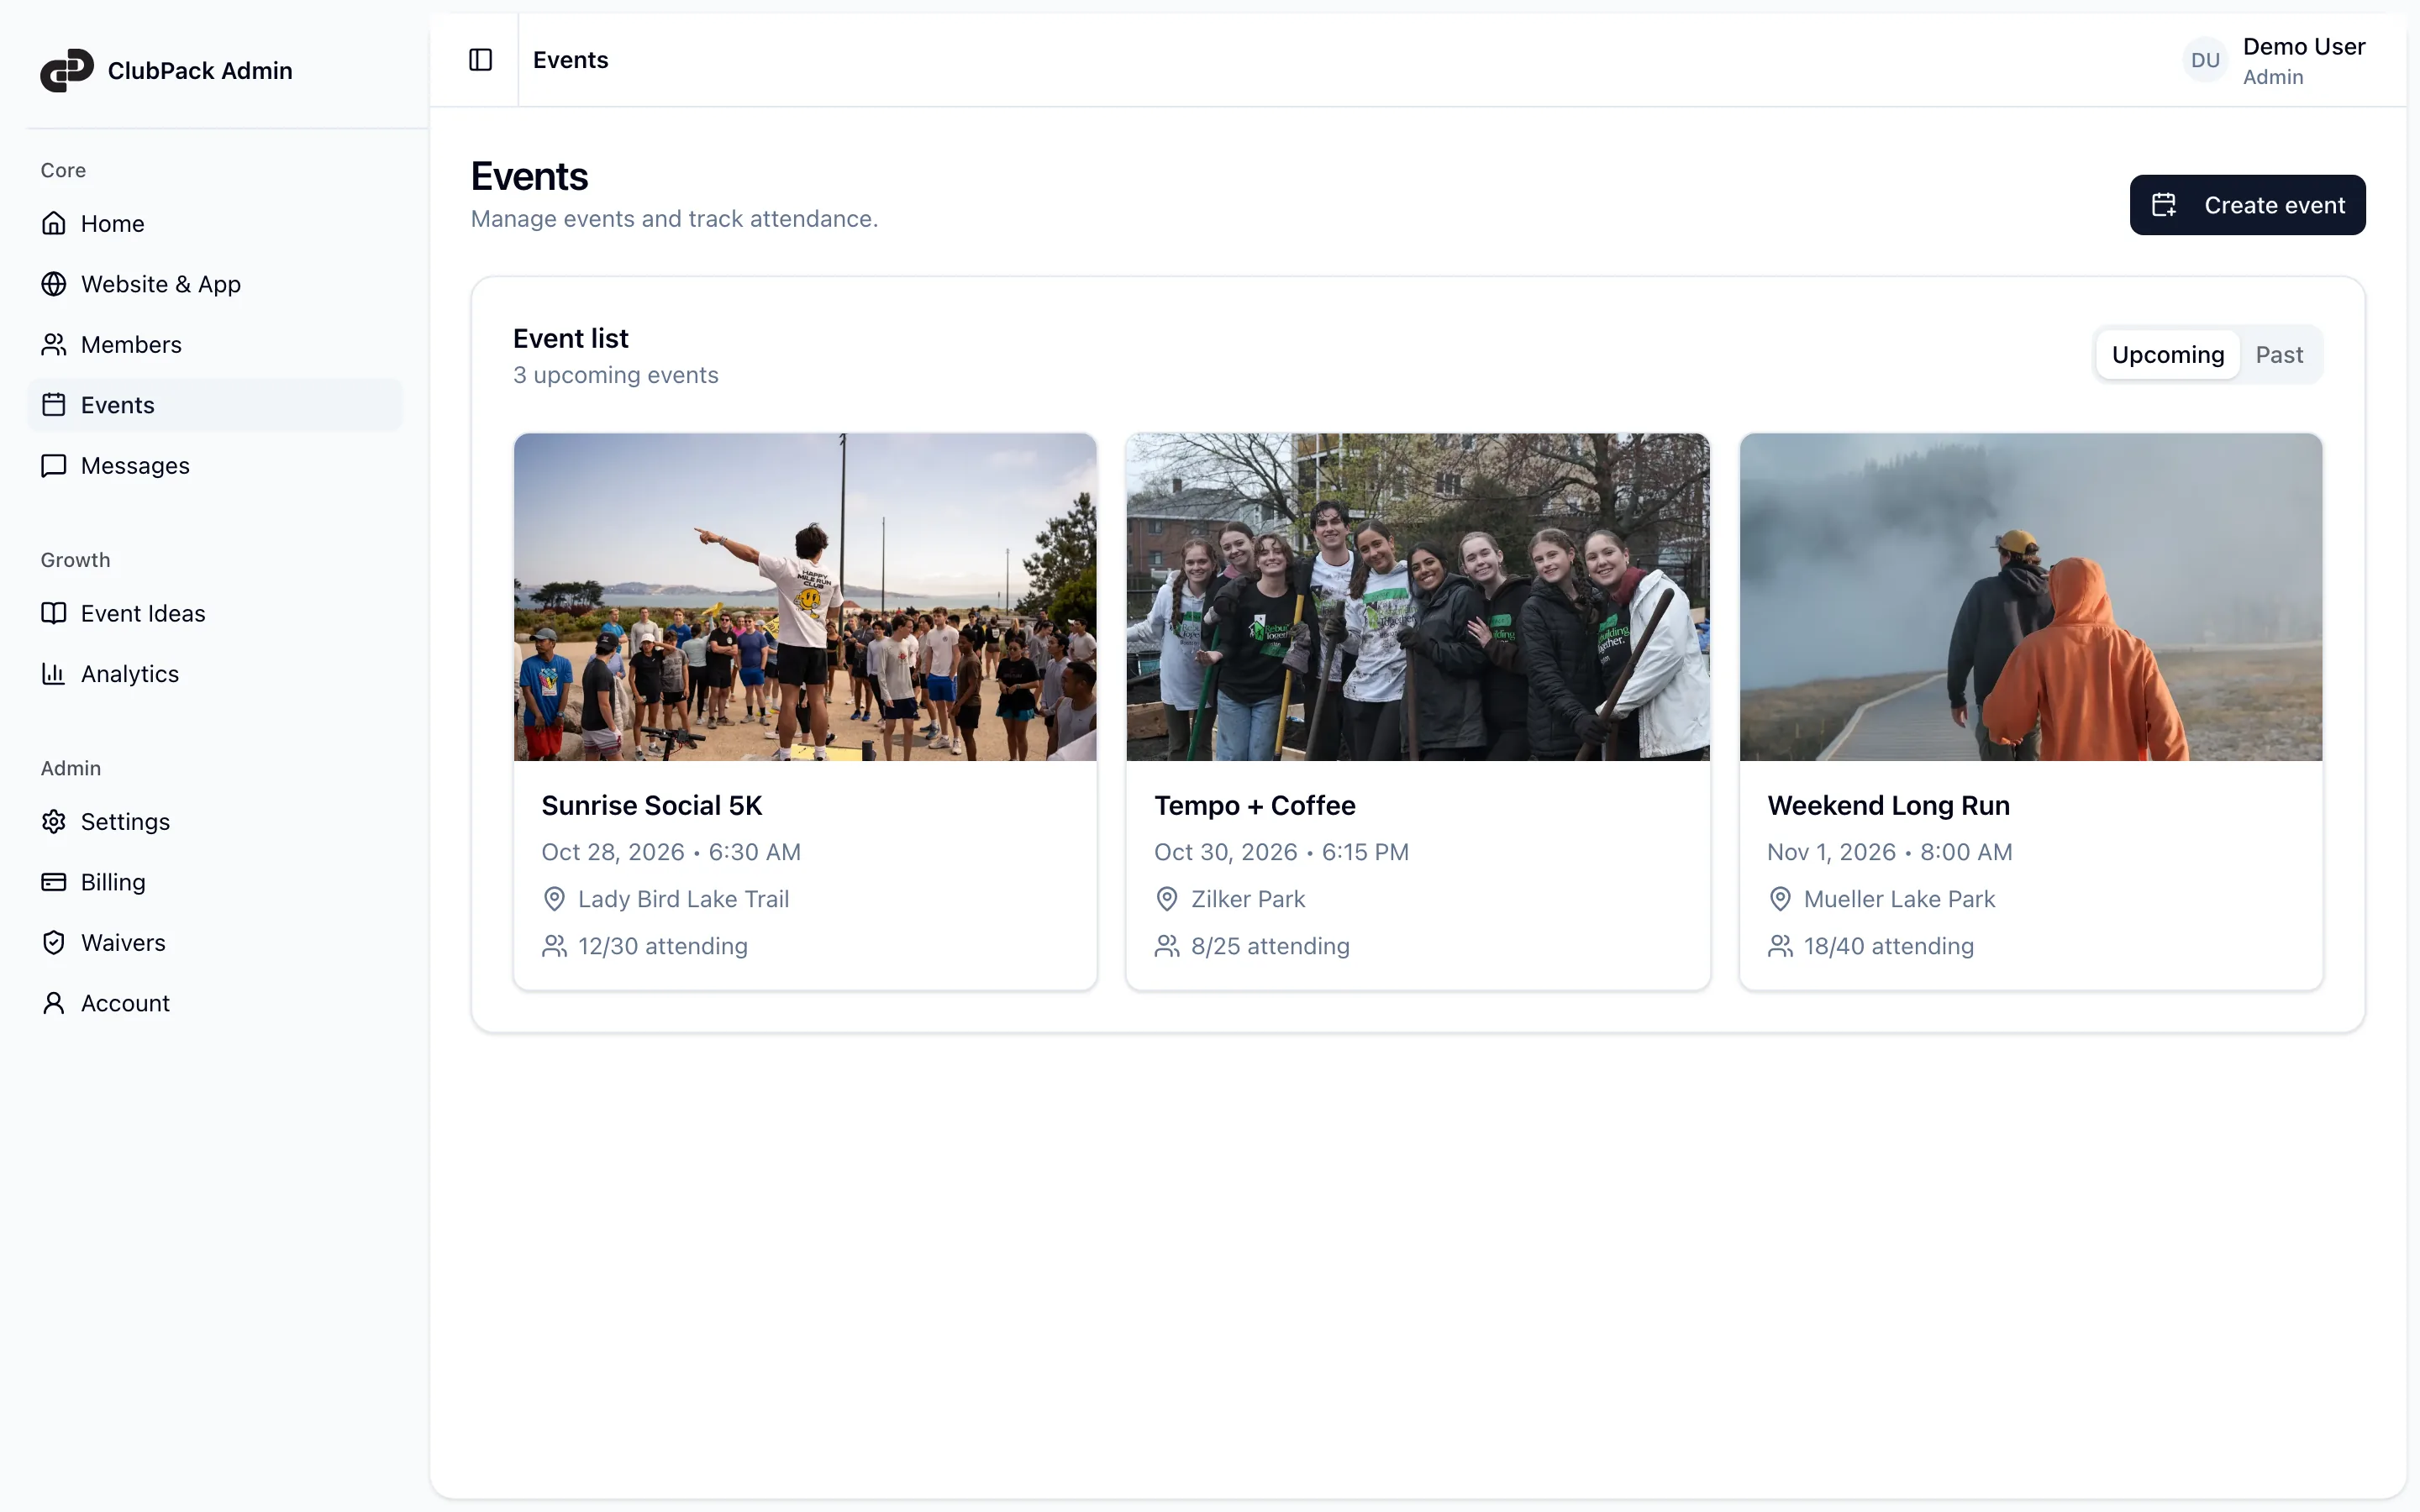 ClubPack Admin
Core
Home
Website & App
Members
Events
Messages
Growth
Event Ideas
Analytics
Admin
Settings
Billing
Waivers
Account
Events
DU
Demo User
Admin
Events
Manage events and track attendance.
Create event
Event list
3 upcoming events
Upcoming
Past
HAPPY
MILE RUN
CLUB
Sunrise Social 5K
Oct 28, 2026 • 6:30 AM
Lady Bird Lake Trail
12/30 attending
Tempo + Coffee
Oct 30, 2026 • 6:15 PM
Zilker Park
8/25 attending
Weekend Long Run
Nov 1, 2026 • 8:00 AM
Mueller Lake Park
18/40 attending